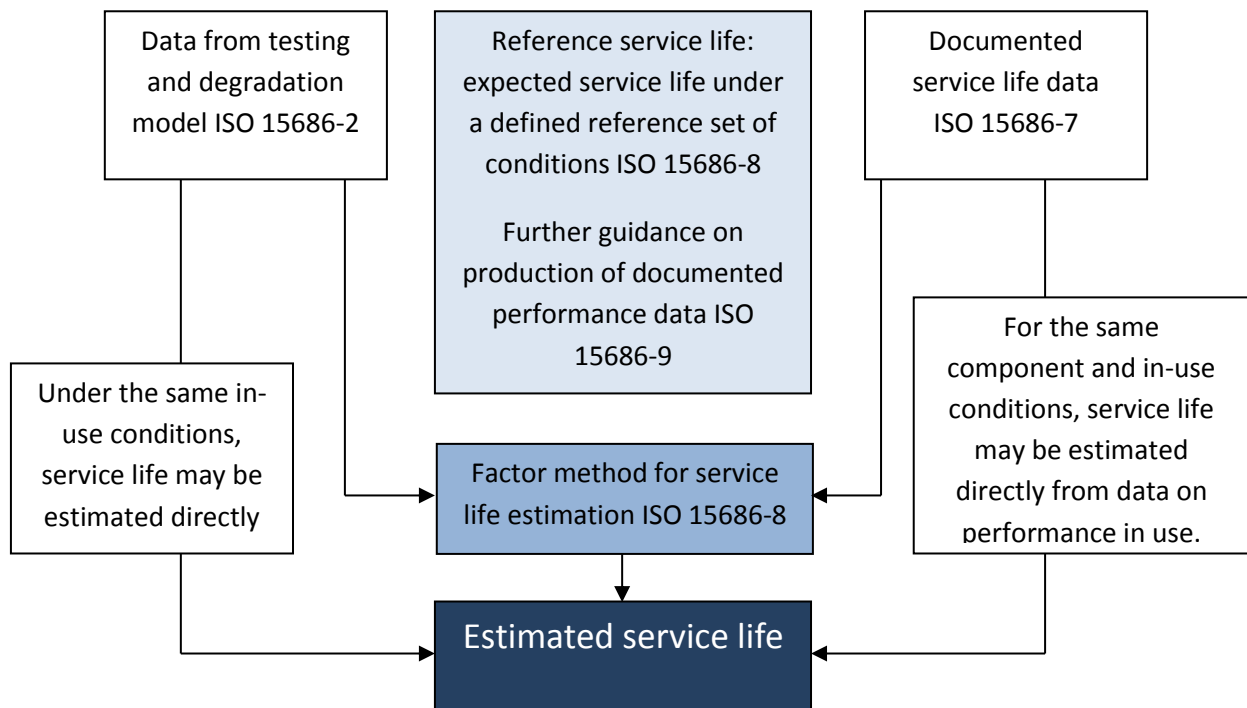 Data from testing
and degradation
model ISO 15686-2
Reference service life:
expected service life under
a defined reference set of
conditions ISO 15686-8
Further guidance on
production of documented
performance data ISO
15686-9
Documented
service life data
ISO 15686-7
Under the same in-
use conditions,
service life may be
estimated directly
Factor method for service
life estimation ISO 15686-8
For the same
component and in-use
conditions, service life
may be estimated
directly from data on
performance in use.
Estimated service life